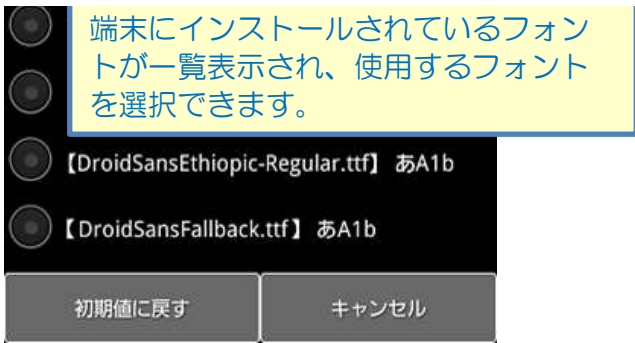 端末にインストールされているフォン
トが一覧表示され、使用するフォント
を選択できます。
【DroidSansEthiopic-Regular.ttf】 あA1b
【DroidSansFallback.ttf】 あA1b
初期値に戻す
キャンセル